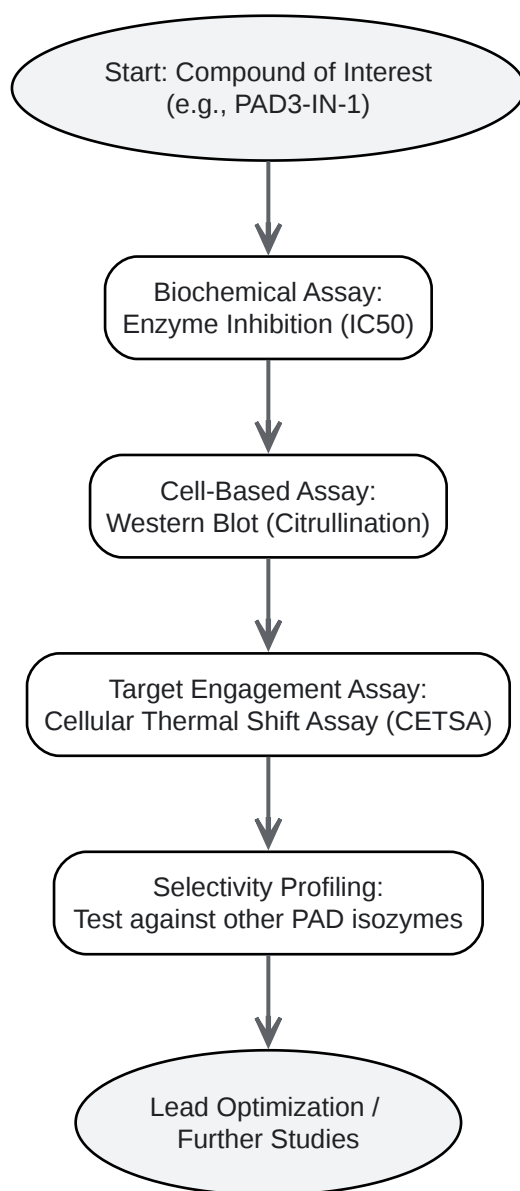 Start: Compound of Interest
(e.g., PAD3-IN-1)
Biochemical Assay:
Enzyme Inhibition (IC50)
Cell-Based Assay:
Western Blot (Citrullination)
Target Engagement Assay:
Cellular Thermal Shift Assay (CETSA)
Selectivity Profiling:
Test against other PAD isozymes
Lead Optimization /
Further Studies